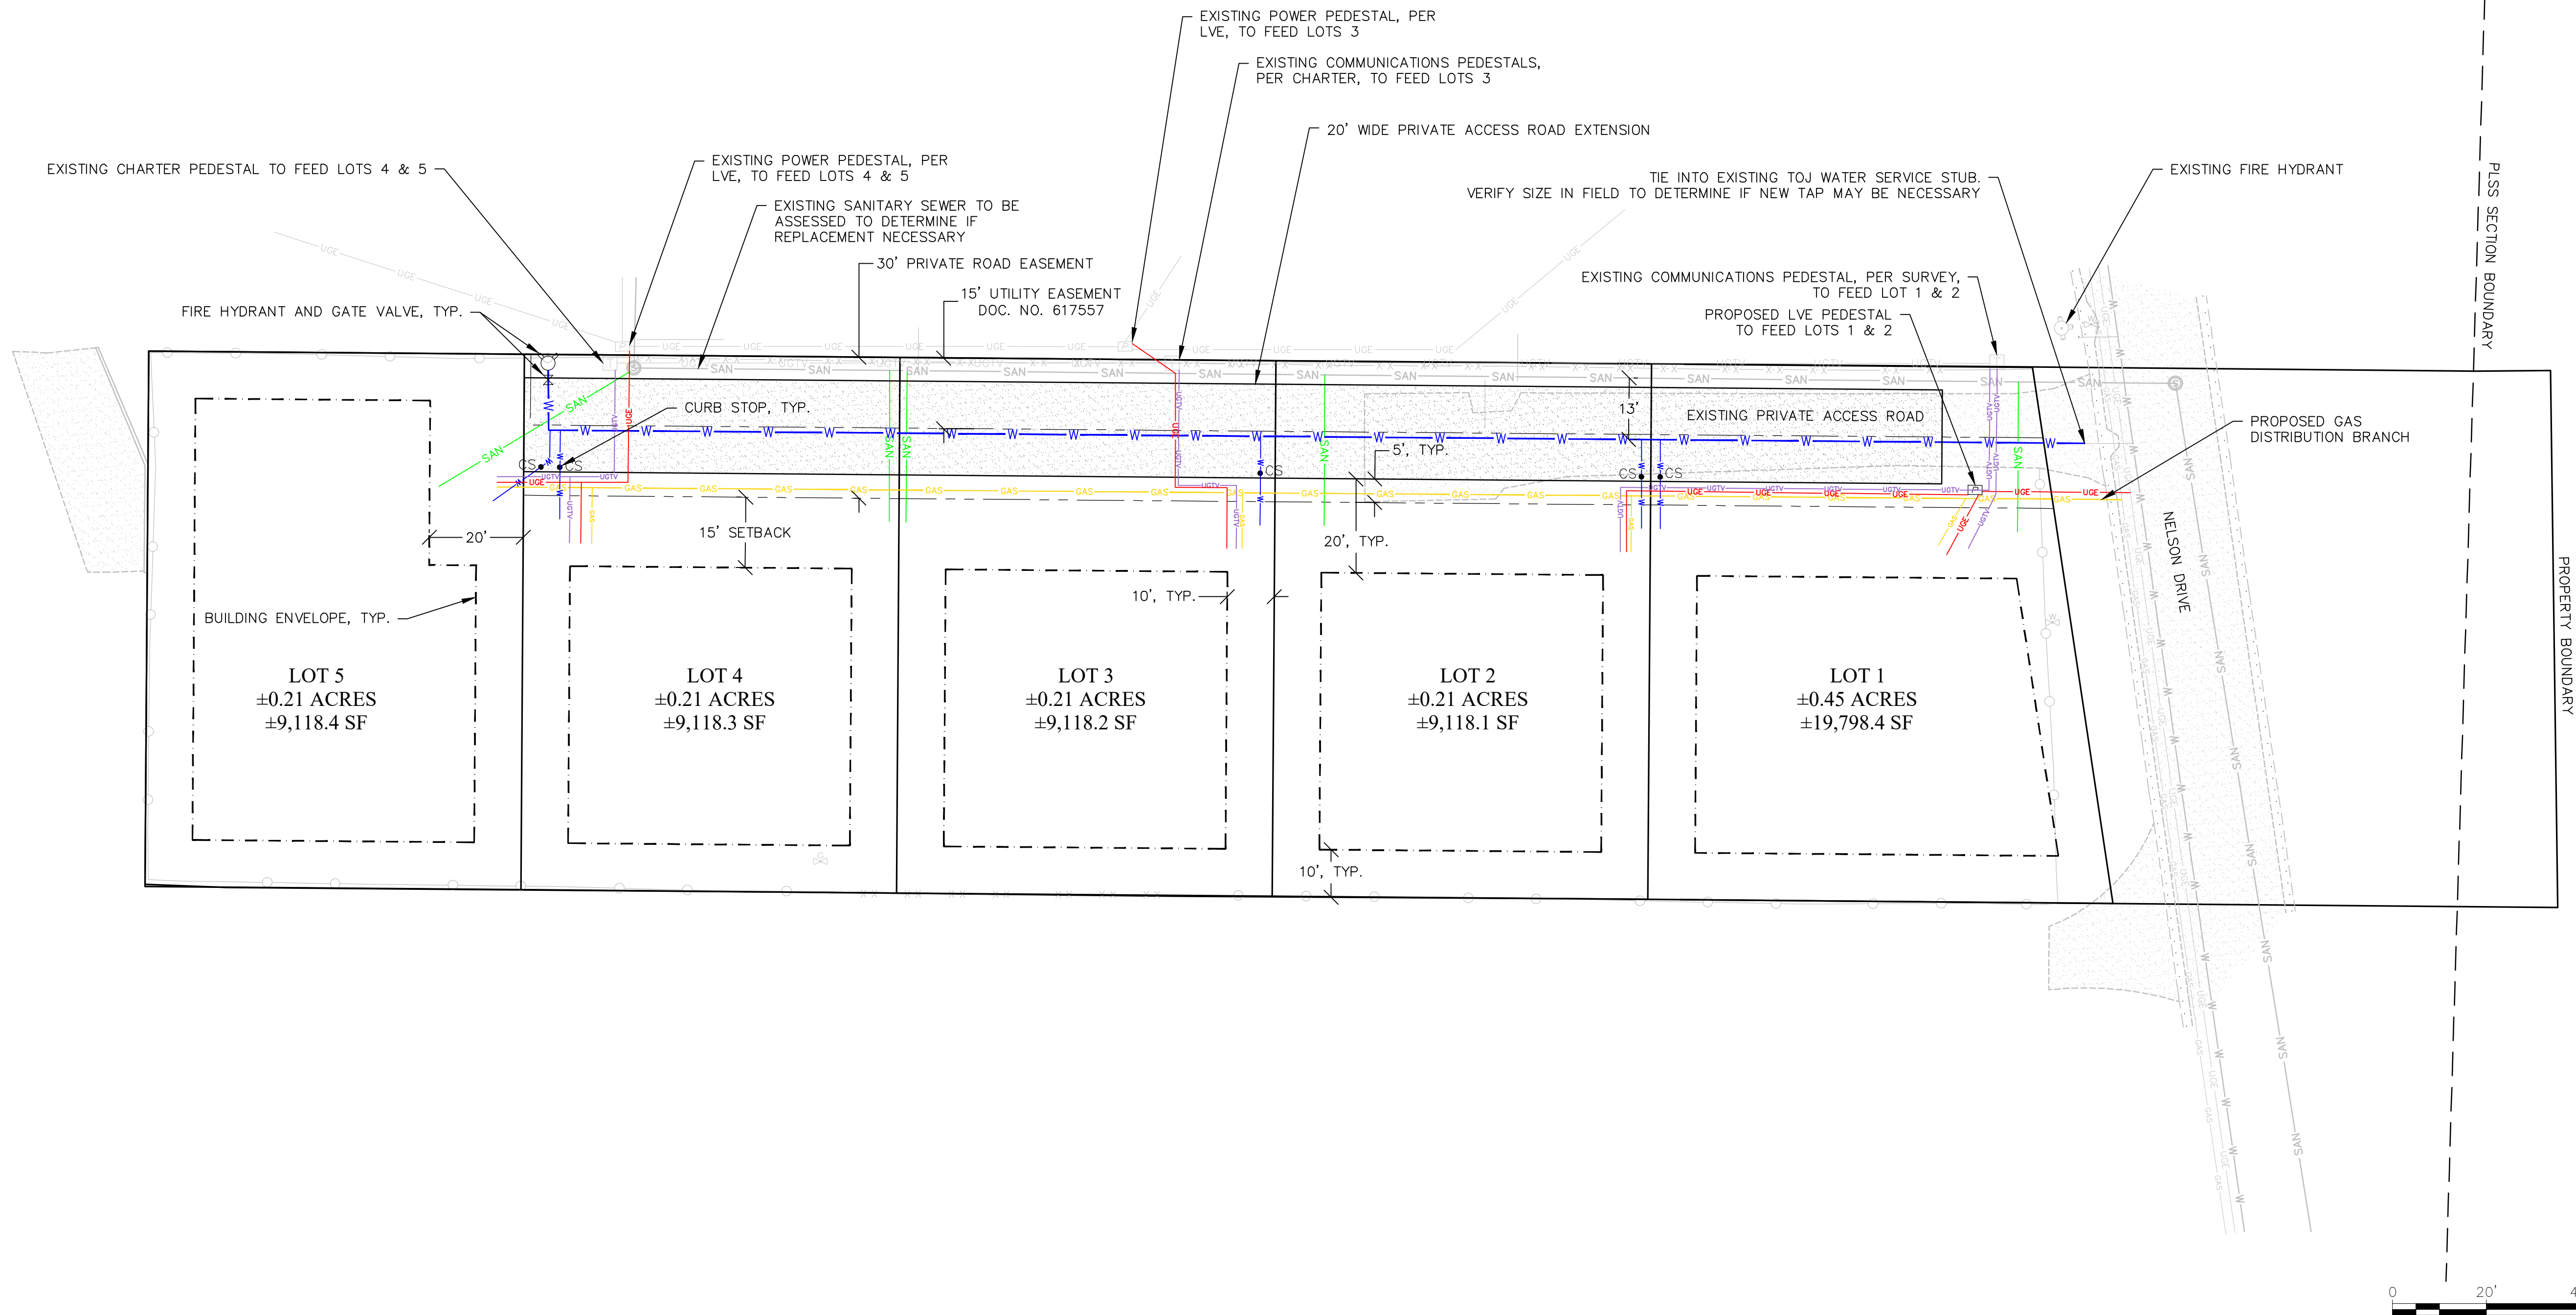 EXISTING POWER PEDESTAL, PER
LVE, TO FEED LOTS 3
EXISTING COMMUNICATIONS PEDESTALS,
PER CHARTER, TO FEED LOTS 3
20' WIDE PRIVATE ACCESS ROAD EXTENSION
EXISTING CHARTER PEDESTAL TO FEED LOTS 4 & 5
EXISTING POWER PEDESTAL, PER
LVE, TO FEED LOTS 4 & 5
EXISTING SANITARY SEWER TO BE
ASSESSED TO DETERMINE IF
REPLACEMENT NECESSARY
30' PRIVATE ROAD EASEMENT
15' UTILITY EASEMENT
DOC. NO. 617557
FIRE HYDRANT AND GATE VALVE, TYP.
TIE INTO EXISTING TOJ WATER SERVICE STUB.
VERIFY SIZE IN FIELD TO DETERMINE IF NEW TAP MAY BE NECESSARY
EXISTING FIRE HYDRANT
EXISTING COMMUNICATIONS PEDESTAL, PER SURVEY,
TO FEED LOT 1 & 2
PROPOSED LVE PEDESTAL
TO FEED LOTS 1 & 2
PLSS SECTION BOUNDARY
CURB STOP, TYP.
13'
EXISTING PRIVATE ACCESS ROAD
PROPOSED GAS
DISTRIBUTION BRANCH
5', TYP.
CS
CS
CS
CS
CS
20'
15' SETBACK
20', TYP.
10', TYP.
NELSON DRIVE
PROPERTY BOUNDARY
BUILDING ENVELOPE, TYP.
LOT 5
±0.21 ACRES
±9,118.4 SF
LOT 4
±0.21 ACRES
±9,118.3 SF
LOT 3
±0.21 ACRES
±9,118.2 SF
LOT 2
±0.21 ACRES
±9,118.1 SF
LOT 1
±0.45 ACRES
±19,798.4 SF
10', TYP.
0 20'